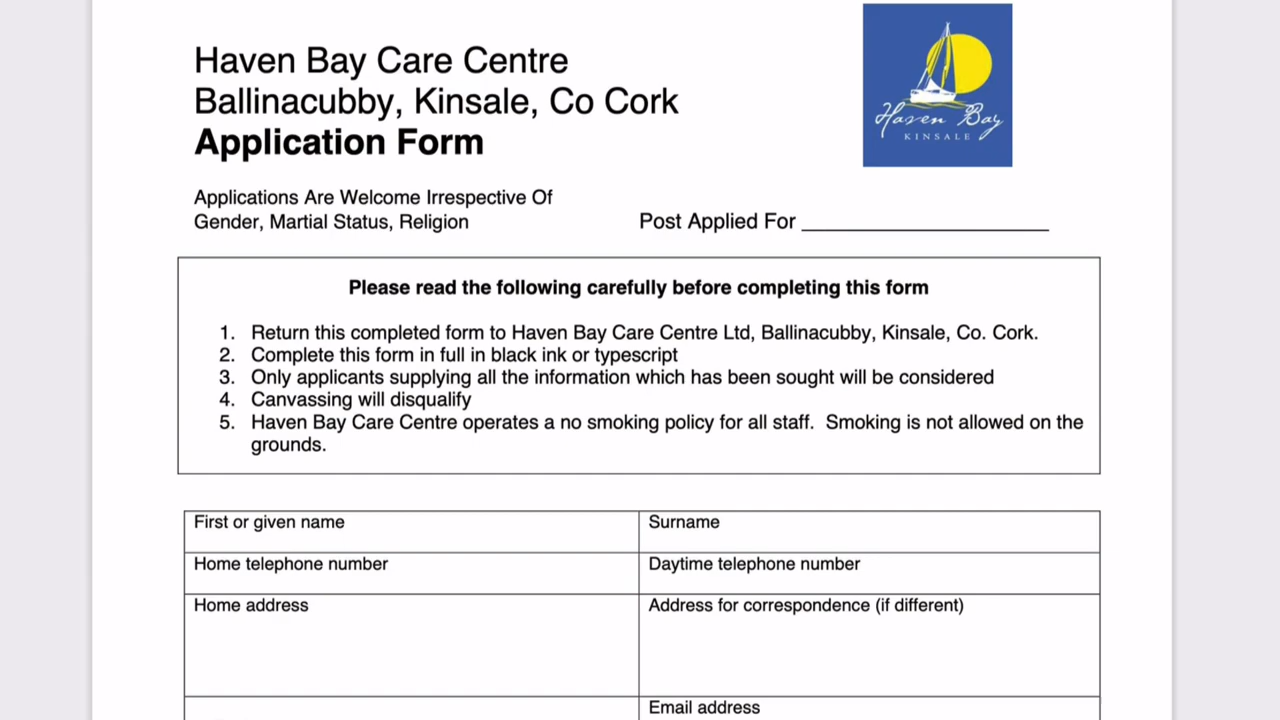 Haven Bay Care Centre
Ballinacubby, Kinsale, Co Cork
Application Form
Haven Bay
KINSALE
Applications Are Welcome Irrespective Of
Gender, Martial Status, Religion
Post Applied For ______________________
Please read the following carefully before completing this form
1. Return this completed form to Haven Bay Care Centre Ltd, Ballinacubby, Kinsale, Co. Cork.
2. Complete this form in full in black ink or typescript
3. Only applicants supplying all the information which has been sought will be considered
4. Canvassing will disqualify
5. Haven Bay Care Centre operates a no smoking policy for all staff. Smoking is not allowed on the
grounds.
First or given name
Surname
Home telephone number
Daytime telephone number
Home address
Address for correspondence (if different)
Email address